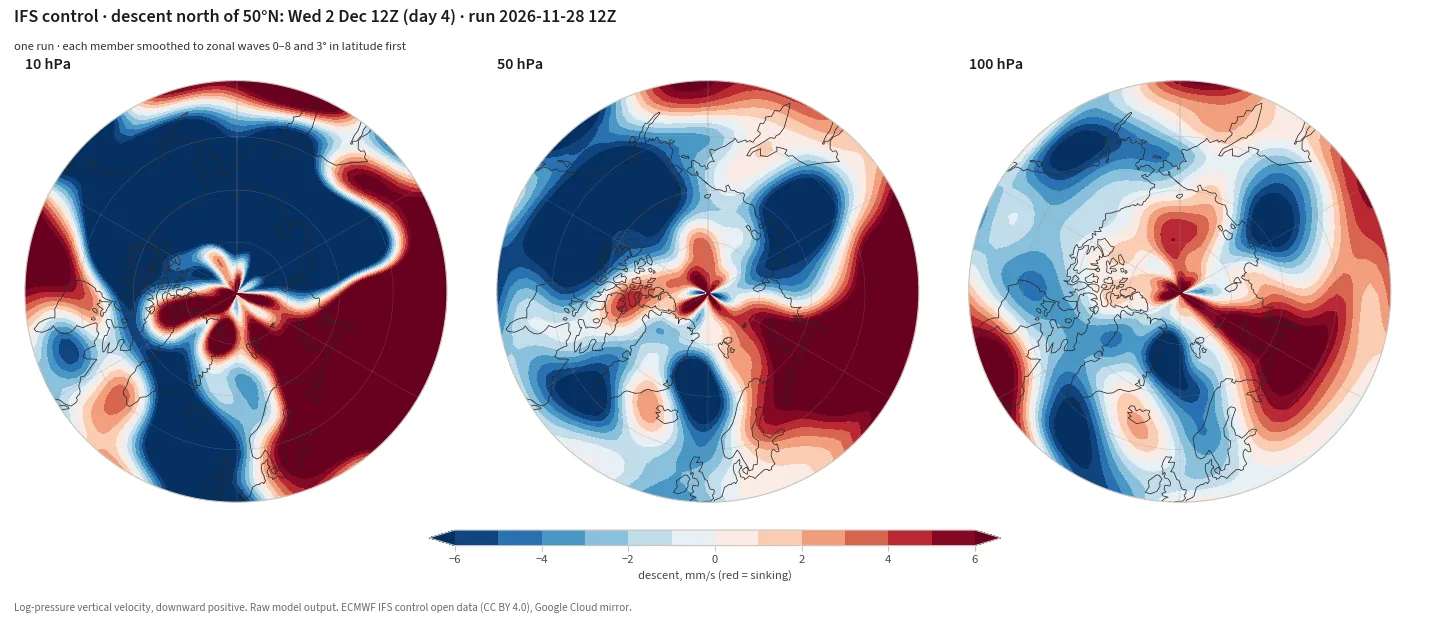 IFS control · descent north of 50°N: Wed 2 Dec 12Z (day 4) · run 2026-11-28 12Z
one run · each member smoothed to zonal waves 0–8 and 3° in latitude first
10 hPa
50 hPa
100 hPa
−6 −4 −2 0 2 4 6
descent, mm/s (red = sinking)
Log-pressure vertical velocity, downward positive. Raw model output. ECMWF IFS control open data (CC BY 4.0), Google Cloud mirror.